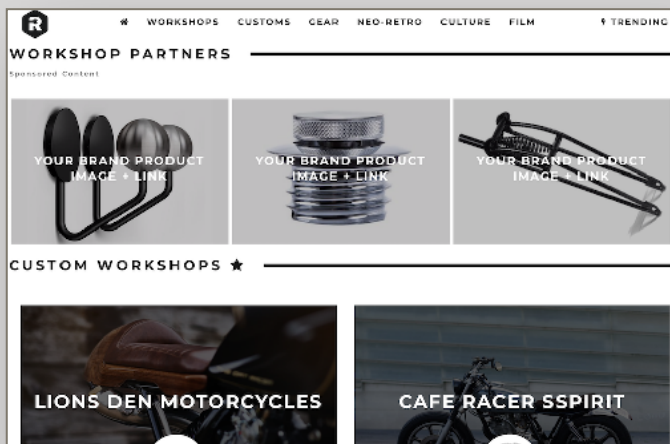 R
WORKSHOPS CUSTOMS GEAR NEO-RETRO CULTURE FILM TRENDING
WORKSHOP PARTNERS
Sponsored Content
YOUR BRAND PRODUCT
IMAGE + LINK
YOUR BRAND PRODUCT
IMAGE + LINK
YOUR BRAND PRODUCT
IMAGE + LINK
CUSTOM WORKSHOPS
LIONS DEN MOTORCYCLES
CAFE RACER SSPIRIT